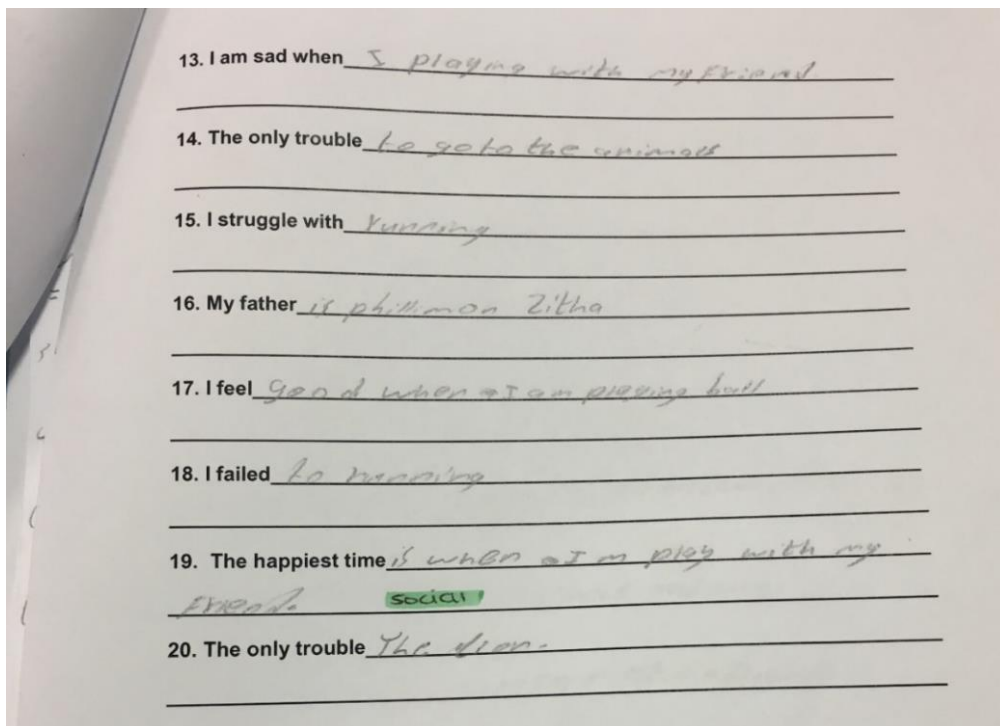 13. I am sad when I playing with my Friend
14. The only trouble to go to the animals
15. I struggle with running
16. My father is phillimon Zitha
17. I feel good when I am playing ball
18. I failed to running
19. The happiest time is when I m play with my
Friend.
social
20. The only trouble The